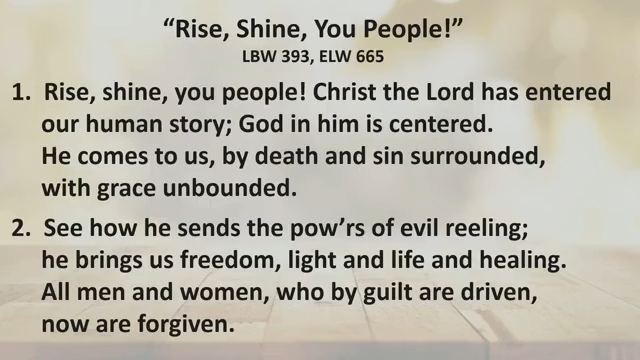 “Rise, Shine, You People!”
LBW 393, ELW 665
1. Rise, shine, you people! Christ the Lord has entered
our human story; God in him is centered.
He comes to us, by death and sin surrounded,
with grace unbounded.
2. See how he sends the pow’rs of evil reeling;
he brings us freedom, light and life and healing.
All men and women, who by guilt are driven,
now are forgiven.